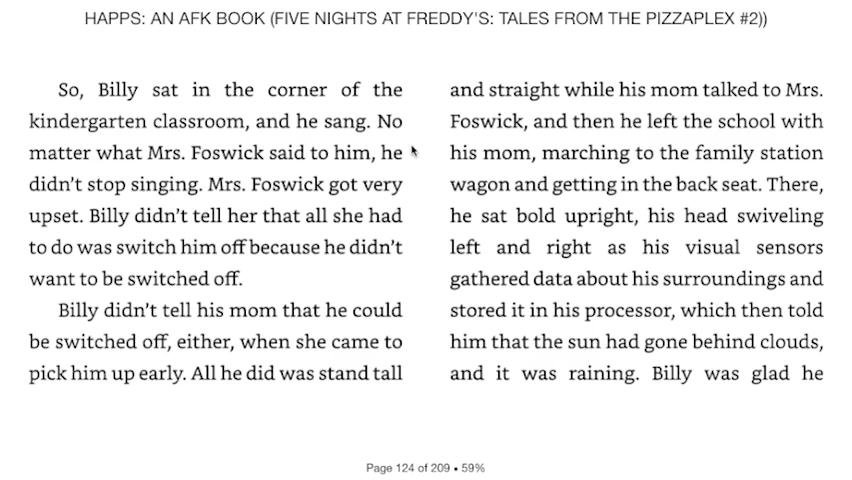 HAPPS: AN AFK BOOK (FIVE NIGHTS AT FREDDY'S: TALES FROM THE PIZZAPLEX #2))
So, Billy sat in the corner of the
kindergarten classroom, and he sang. No
matter what Mrs. Foswick said to him, he
didn’t stop singing. Mrs. Foswick got very
upset. Billy didn’t tell her that all she had
to do was switch him off because he didn’t
want to be switched off.
Billy didn’t tell his mom that he could
be switched off, either, when she came to
pick him up early. All he did was stand tall
and straight while his mom talked to Mrs.
Foswick, and then he left the school with
his mom, marching to the family station
wagon and getting in the back seat. There,
he sat bold upright, his head swiveling
left and right as his visual sensors
gathered data about his surroundings and
stored it in his processor, which then told
him that the sun had gone behind clouds,
and it was raining. Billy was glad he
Page 124 of 209 • 59%